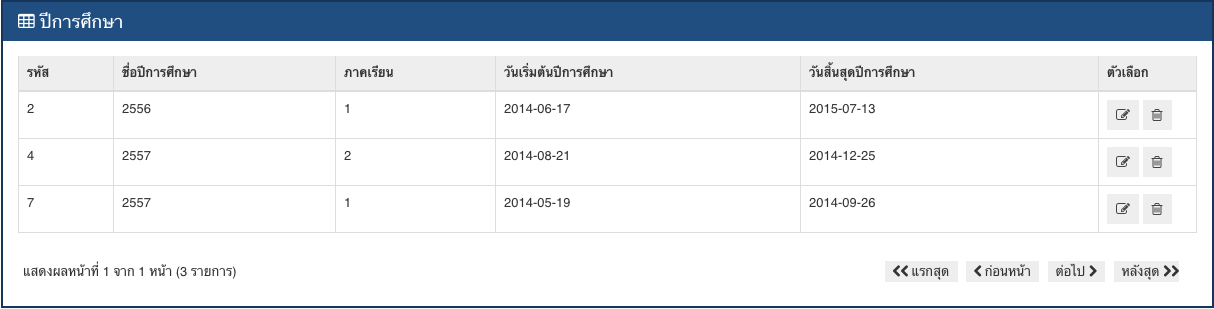 ปีการศึกษา
รหัส ชื่อปีการศึกษา ภาคเรียน วันเริ่มต้นปีการศึกษา วันสิ้นสุดปีการศึกษา ตัวเลือก
2 2556 1 2014-06-17 2015-07-13
4 2557 2 2014-08-21 2014-12-25
7 2557 1 2014-05-19 2014-09-26
แสดงผลหน้าที่ 1 จาก 1 หน้า (3 รายการ) แรกสุด ก่อนหน้า ต่อไป หลังสุด